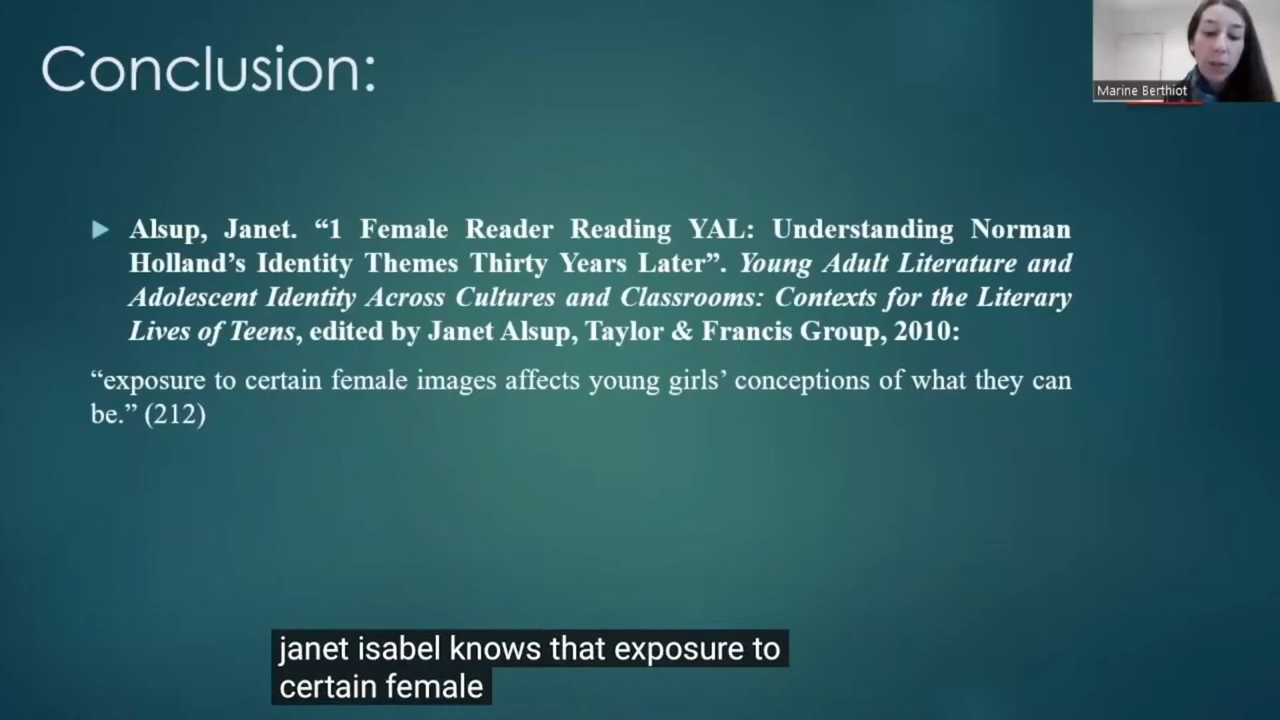 Conclusion:
Marine Berthiot
Alsup, Janet. “1 Female Reader Reading YAL: Understanding Norman
Holland’s Identity Themes Thirty Years Later”. Young Adult Literature and
Adolescent Identity Across Cultures and Classrooms: Contexts for the Literary
Lives of Teens, edited by Janet Alsup, Taylor & Francis Group, 2010:
“exposure to certain female images affects young girls’ conceptions of what they can
be.” (212)
janet isabel knows that exposure to
certain female